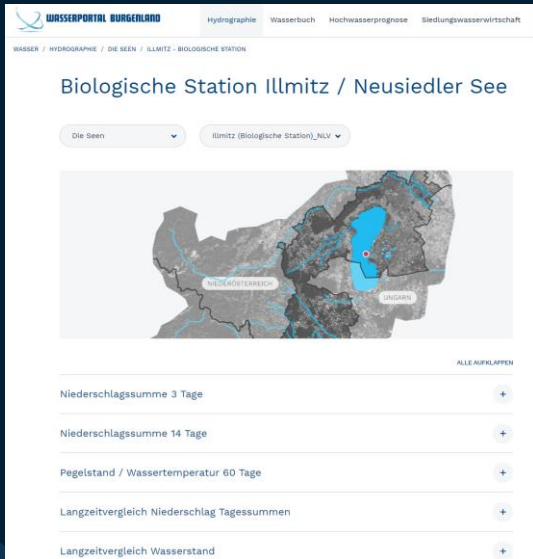 WASSERPORTAL BURGENLAND
Hydrographie Wasserbuch Hochwasserprognose Siedlungswasserwirtschaft
WASSER / HYDROGRAPHIE / DIE SEEN / ILLMITZ - BIOLOGISCHE STATION
Biologische Station Illmitz / Neusiedler See
Die Seen Illmitz (Biologische Station)_NLV
NIEDERÖSTERREICH
UNGARN
ALLE AUFKLAPPEN
Niederschlagssumme 3 Tage +
Niederschlagssumme 14 Tage +
Pegelstand / Wassertemperatur 60 Tage +
Langzeitvergleich Niederschlag Tagessummen +
Langzeitvergleich Wasserstand +